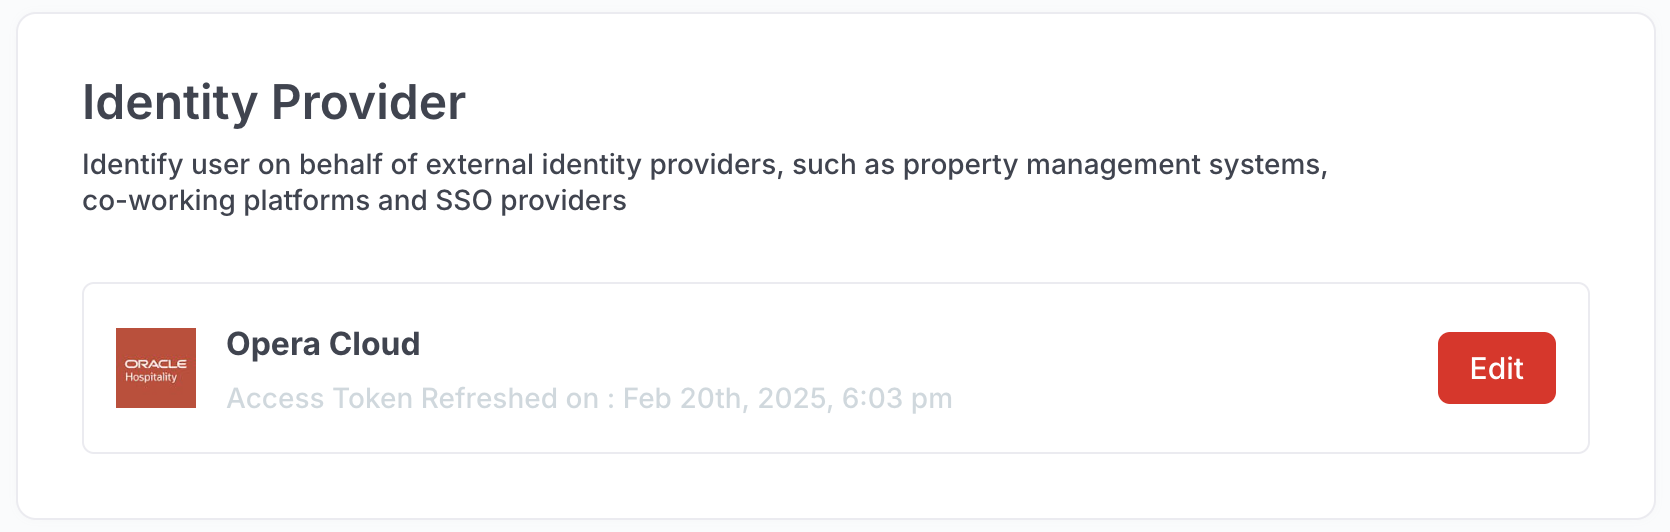 Identity Provider
Identify user on behalf of external identity providers, such as property management systems,
co-working platforms and SSO providers
ORACLE
Hospitality
Opera Cloud
Access Token Refreshed on : Feb 20th, 2025, 6:03 pm
Edit